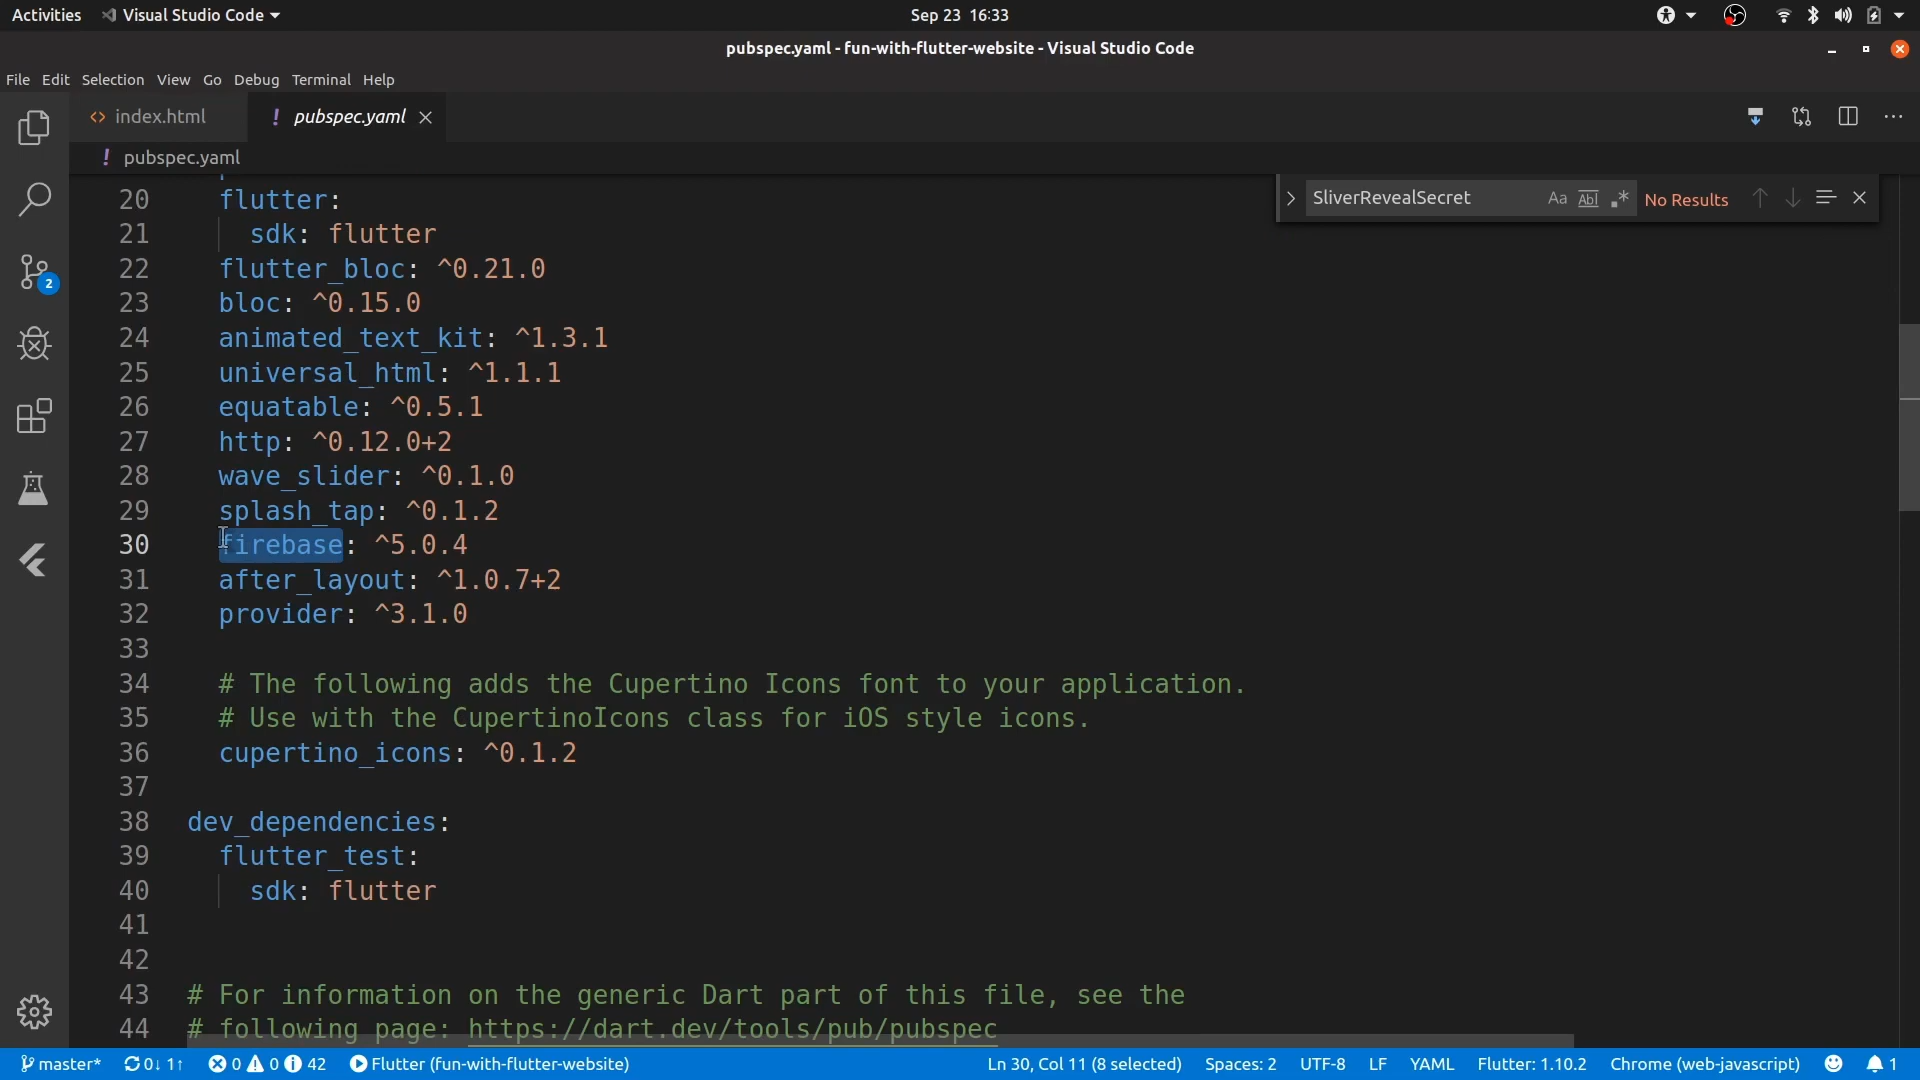 Activities Visual Studio Code Sep 23 16:33
pubspec.yaml - fun-with-flutter-website - Visual Studio Code
File Edit Selection View Go Debug Terminal Help
index.html ! pubspec.yaml
! pubspec.yaml
SliverRevealSecret Aa Abl .* No Results
20 flutter:
21 sdk: flutter
22 flutter_bloc: ^0.21.0
23 bloc: ^0.15.0
24 animated_text_kit: ^1.3.1
25 universal_html: ^1.1.1
26 equatable: ^0.5.1
27 http: ^0.12.0+2
28 wave_slider: ^0.1.0
29 splash_tap: ^0.1.2
30 firebase: ^5.0.4
31 after_layout: ^1.0.7+2
32 provider: ^3.1.0
33
34 # The following adds the Cupertino Icons font to your application.
35 # Use with the CupertinoIcons class for iOS style icons.
36 cupertino_icons: ^0.1.2
37
38 dev_dependencies:
39 flutter_test:
40 sdk: flutter
41
42
43 # For information on the generic Dart part of this file, see the
44 # following page: https://dart.dev/tools/pub/pubspec
2
master* 0↓ 1↑ 0 0 42 Flutter (fun-with-flutter-website) Ln 30, Col 11 (8 selected) Spaces: 2 UTF-8 LF YAML Flutter: 1.10.2 Chrome (web-javascript) 1